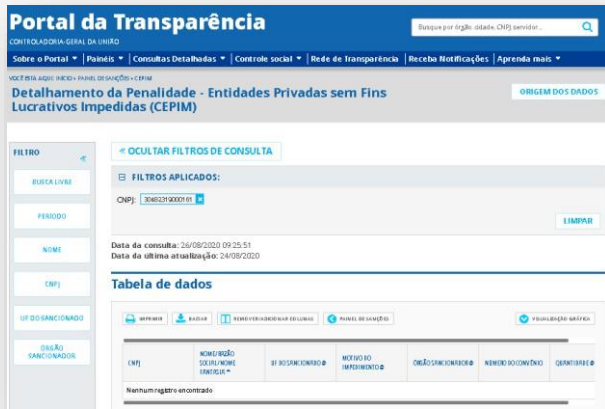 Portal da Transparência
CONTROLADORIA-GERAL DA UNIÃO
Busque por órgão, cidade, CNPJ, servidor...
Sobre o Portal Painéis Consultas Detalhadas Controle social Rede de Transparência Receba Notificações Aprenda mais
VOCÊ ESTÁ AQUI: INÍCIO » PAINEL DE SANÇÕES » CEPIM
Detalhamento da Penalidade - Entidades Privadas sem Fins
Lucrativos Impedidas (CEPIM)
ORIGEM DOS DADOS
FILTRO
BUSCA LIVRE
PERÍODO
NOME
CNPJ
UF DO SANCIONADO
ÓRGÃO
SANCIONADOR
OCULTAR FILTROS DE CONSULTA
FILTROS APLICADOS:
CNPJ: 30482319000161
LIMPAR
Data da consulta: 26/08/2020 09:25:51
Data da última atualização: 24/08/2020
Tabela de dados
IMPRIMIR BAIXAR REMOVER/ADICIONAR COLUNAS PAINEL DE SANÇÕES VISUALIZAÇÃO GRÁFICA
CNPJ NOME/RAZÃO SOCIAL/NOME FANTASIA UF DO SANCIONADO MOTIVO DO IMPEDIMENTO ÓRGÃO SANCIONADOR NÚMERO DO CONVÊNIO QUANTIDADE
Nenhum registro encontrado